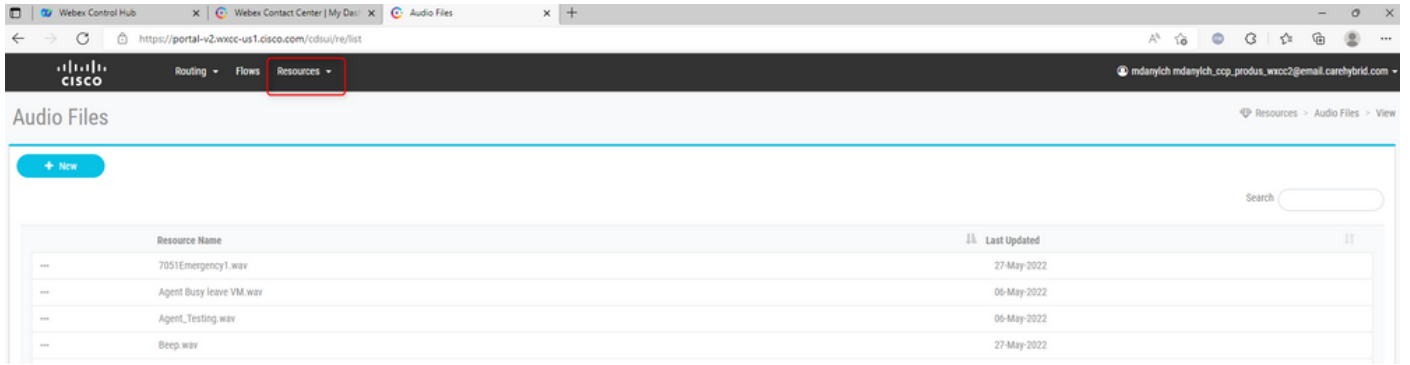 Webex Control Hub
Webex Contact Center | My Das
Audio Files
https://portal-v2.wxcc-us1.cisco.com/cdsui/re/list
CISCO
Routing
Flows
Resources
mdanylch mdanylch_ccp_produs_wxcc2@email.carehybrid.com
Audio Files
Resources > Audio Files > View
+ New
Search
Resource Name
Last Updated
7051Emergency1.wav
27-May-2022
Agent Busy leave VM.wav
06-May-2022
Agent_Testing.wav
06-May-2022
Beep.wav
27-May-2022